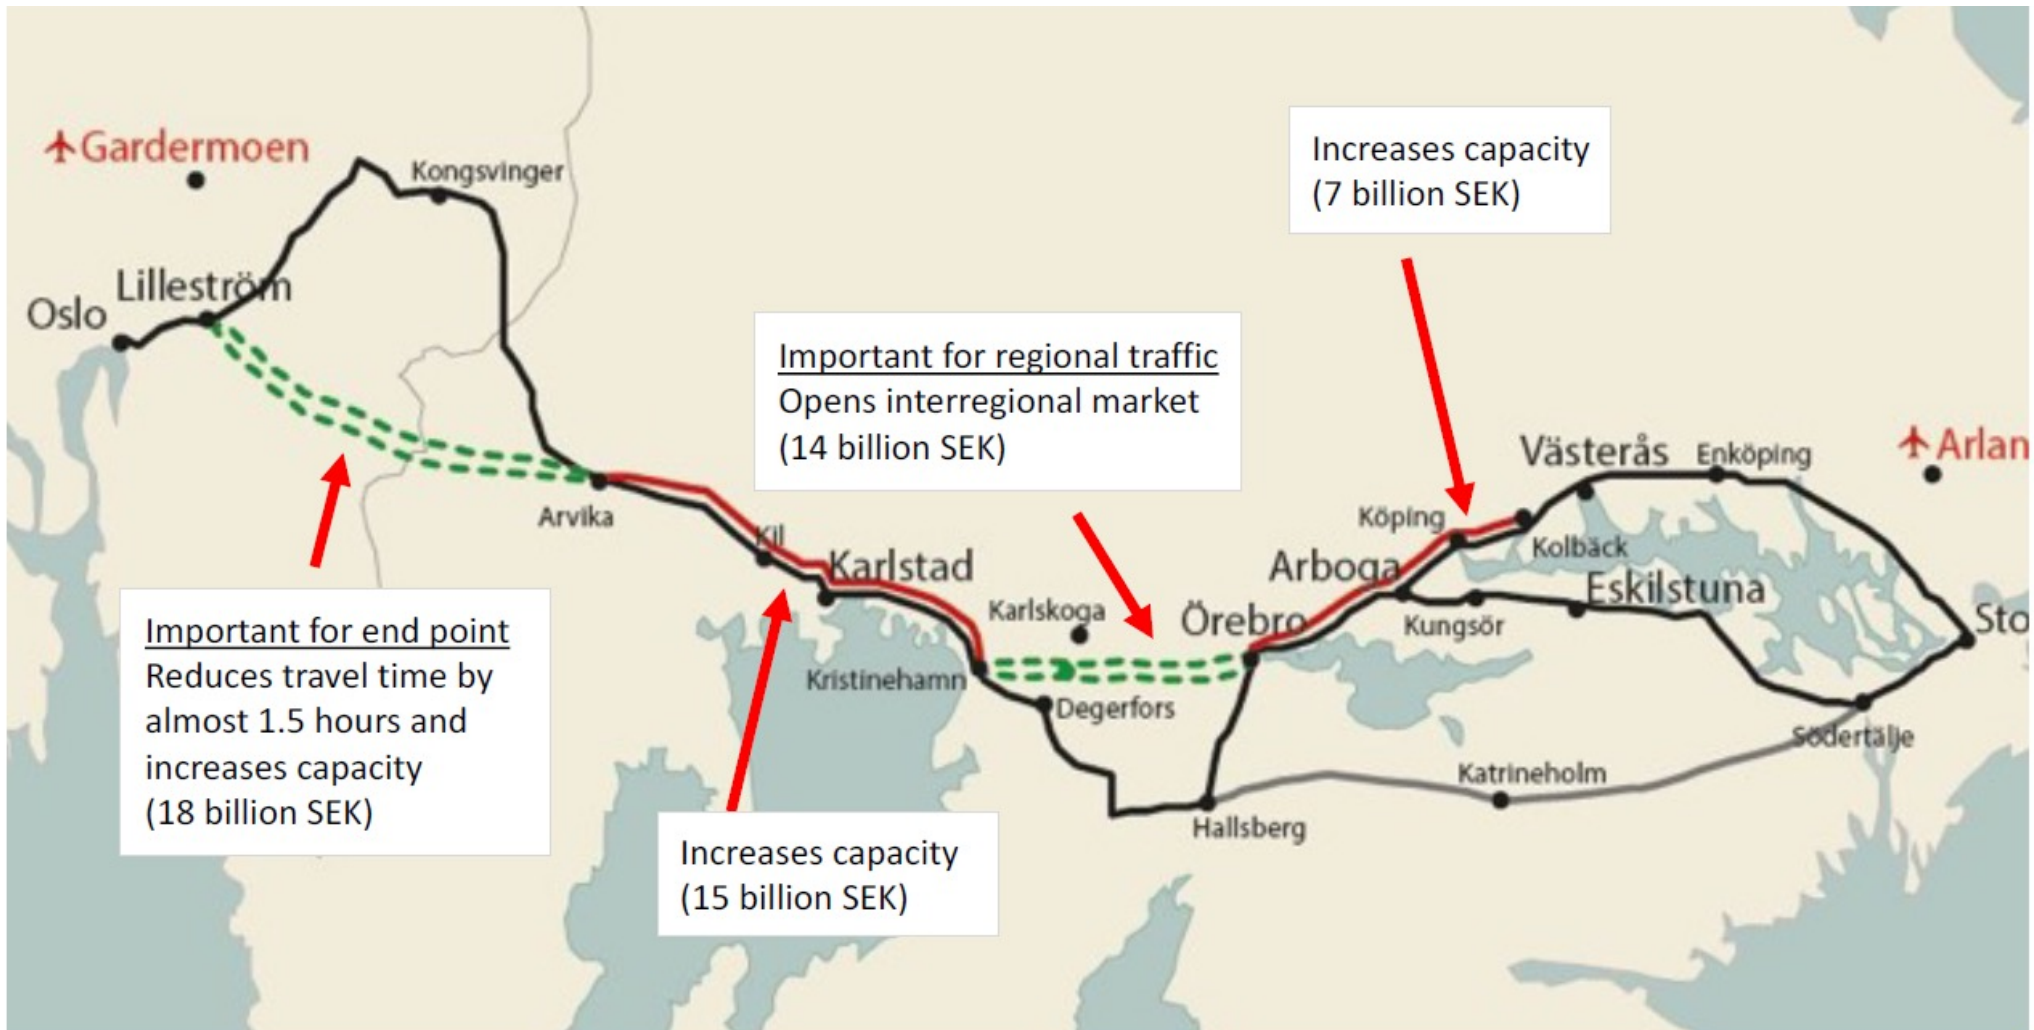 Gardermoen
Kongsvinger
Lilleström
Oslo
Arvika
Kil
Karlstad
Karlskoga
Kristinehamn
Degerfors
Örebro
Hallsberg
Arboga
Köping
Kolbäck
Västerås
Enköping
Arlan
Kungsör
Eskilstuna
Sto
Södertälje
Katrineholm
Increases capacity
(7 billion SEK)
Important for regional traffic
Opens interregional market
(14 billion SEK)
Important for end point
Reduces travel time by
almost 1.5 hours and
increases capacity
(18 billion SEK)
Increases capacity
(15 billion SEK)